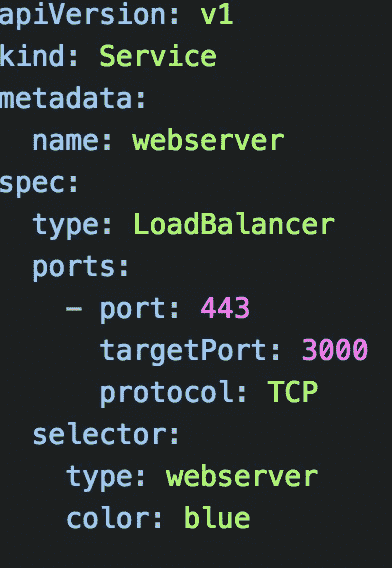 apiVersion: v1
kind: Service
metadata:
  name: webserver
spec:
  type: LoadBalancer
  ports:
    - port: 443
      targetPort: 3000
      protocol: TCP
  selector:
    type: webserver
    color: blue